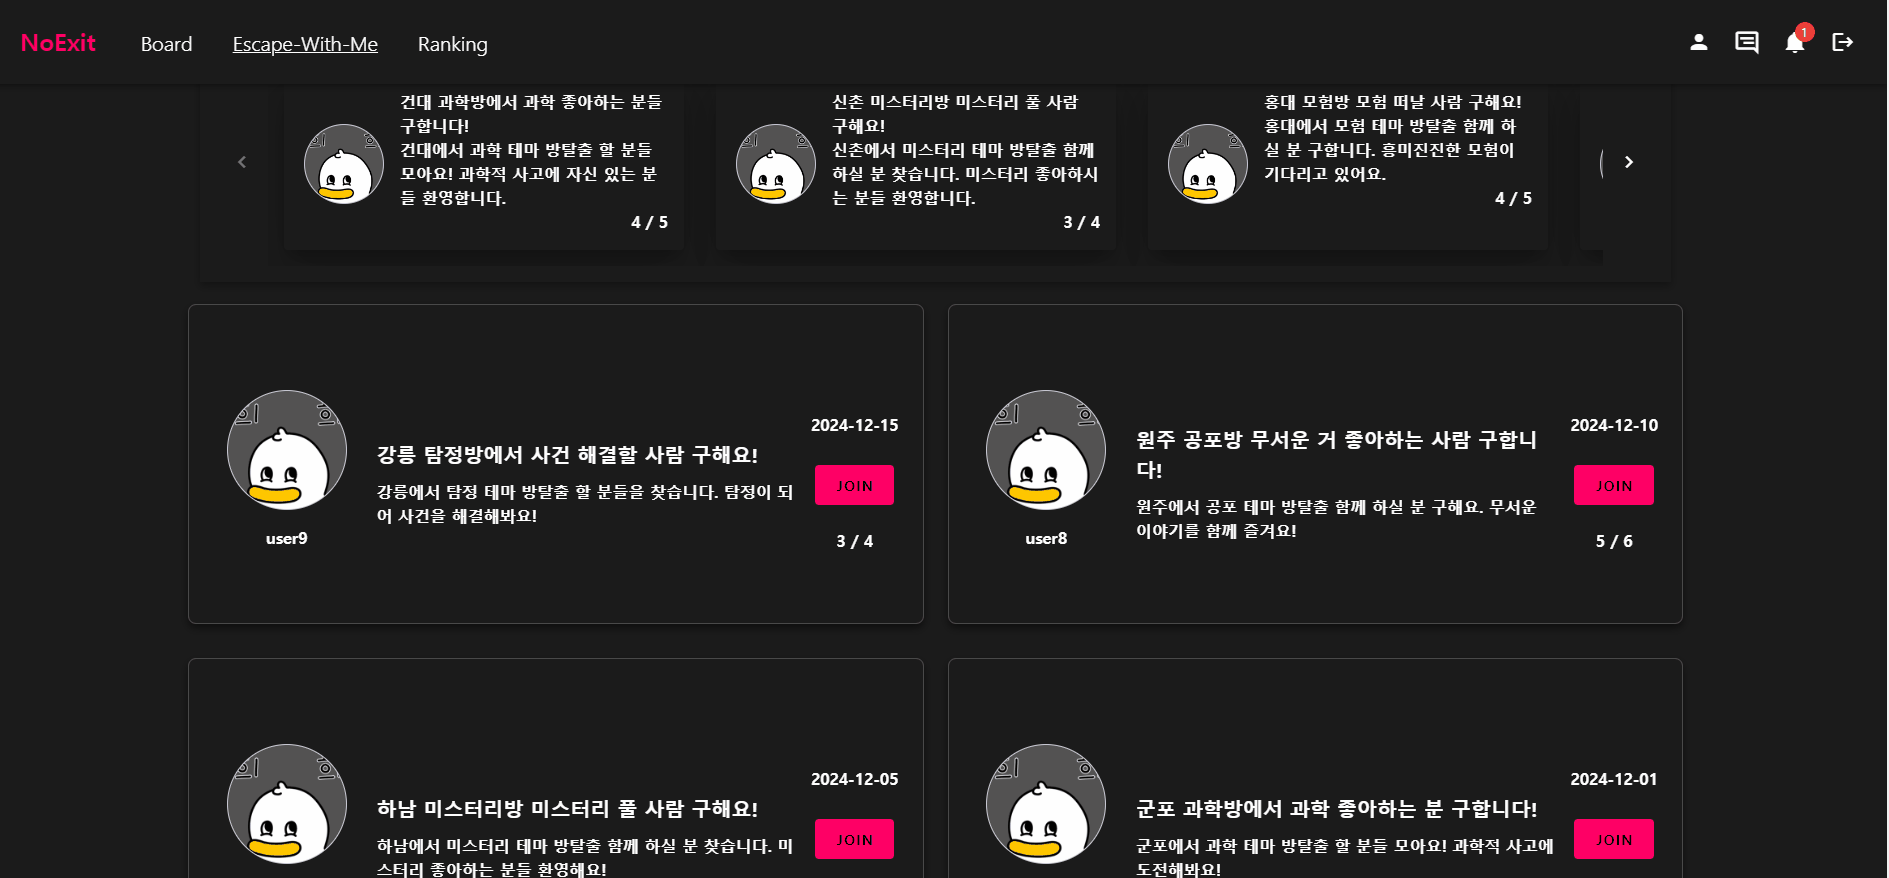 NoExit
Board
Escape-With-Me
Ranking
1
건대 과학방에서 과학 좋아하는 분들
구합니다!
건대에서 과학 테마 방탈출 할 분들
모아요! 과학적 사고에 자신 있는 분
들 환영합니다.
4 / 5
신촌 미스터리방 미스터리 풀 사람
구해요!
신촌에서 미스터리 테마 방탈출 함께
하실 분 찾습니다. 미스터리 좋아하시
는 분들 환영합니다.
3 / 4
홍대 모험방 모험 떠날 사람 구해요!
홍대에서 모험 테마 방탈출 함께 하
실 분 구합니다. 흥미진진한 모험이
기다리고 있어요.
4 / 5
user9
강릉 탐정방에서 사건 해결할 사람 구해요!
강릉에서 탐정 테마 방탈출 할 분들을 찾습니다. 탐정이 되
어 사건을 해결해봐요!
2024-12-15
JOIN
3 / 4
user8
원주 공포방 무서운 거 좋아하는 사람 구합니
다!
원주에서 공포 테마 방탈출 함께 하실 분 구해요. 무서운
이야기를 함께 즐겨요!
2024-12-10
JOIN
5 / 6
하남 미스터리방 미스터리 풀 사람 구해요!
하남에서 미스터리 테마 방탈출 함께 하실 분 찾습니다. 미
스터리 좋아하는 분들 환영해요!
2024-12-05
JOIN
군포 과학방에서 과학 좋아하는 분 구합니다!
군포에서 과학 테마 방탈출 할 분들 모아요! 과학적 사고에
도전해봐요!
2024-12-01
JOIN